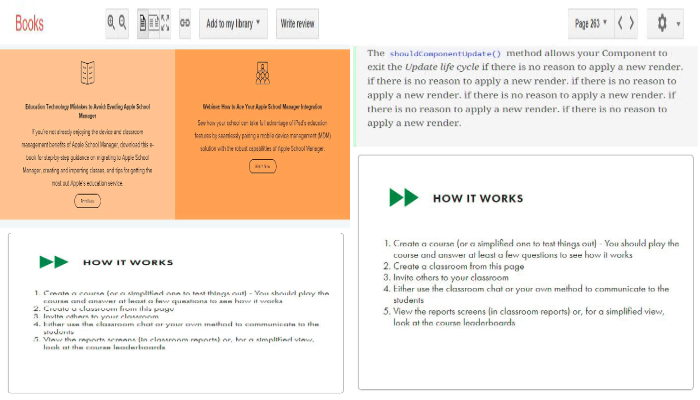 Books
Add to my library
Write review
Page 263
Education Technology Mistakes to Avoid: Evading Apple School
Manager
If you're not already enjoying the device and classroom
management benefits of Apple School Manager, download this e-
book for step-by-step guidance on migrating to Apple School
Manager, creating and importing classes, and tips for getting the
most out Apple's education service.
Webinar: How to Ace Your Apple School Manager Integration
See how your school can take full advantage of iPad's education
features by seamlessly pairing a mobile device management (MDM)
solution with the robust capabilities of Apple School Manager.
HOW IT WORKS
1. Create a course (or a simplified one to test things out) - You should play the
course and answer at least a few questions to see how it works
2. Create a classroom from this page
3. Invite others to your classroom
4. Either use the classroom chat or your own method to communicate to the
students
5. View the reports screens (in classroom reports) or, for a simplified view,
look at the course leaderboards
The shouldComponentUpdate() method allows your Component to
exit the Update life cycle if there is no reason to apply a new render.
if there is no reason to apply a new render. if there is no reason to
apply a new render. if there is no reason to apply a new render. if
there is no reason to apply a new render. if there is no reason to
apply a new render.
HOW IT WORKS
1. Create a course (or a simplified one to test things out) - You should play the
course and answer at least a few questions to see how it works
2. Create a classroom from this page
3. Invite others to your classroom
4. Either use the classroom chat or your own method to communicate to the
students
5. View the reports screens (in classroom reports) or, for a simplified view,
look at the course leaderboards